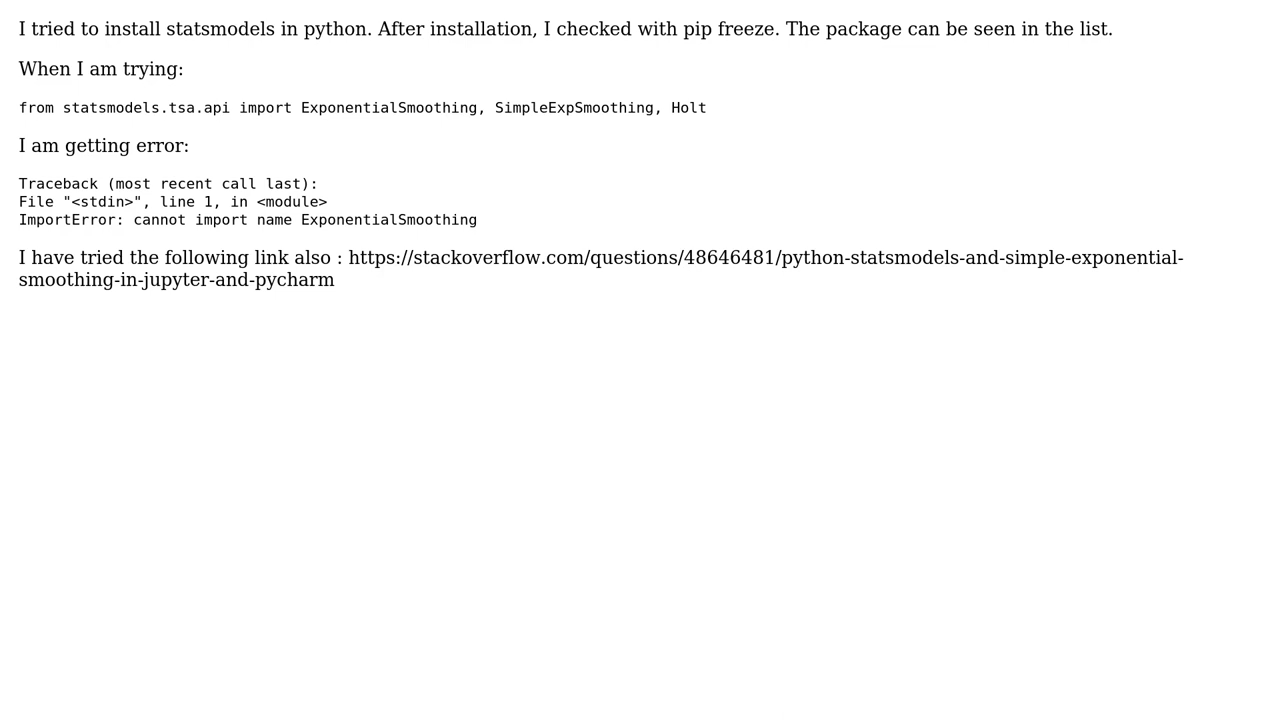 I tried to install statsmodels in python. After installation, I checked with pip freeze. The package can be seen in the list.
When I am trying:
from statsmodels.tsa.api import ExponentialSmoothing, SimpleExpSmoothing, Holt
I am getting error:
Traceback (most recent call last):
File "<stdin>", line 1, in <module>
ImportError: cannot import name ExponentialSmoothing
I have tried the following link also : https://stackoverflow.com/questions/48646481/python-statsmodels-and-simple-exponential-
smoothing-in-jupyter-and-pycharm